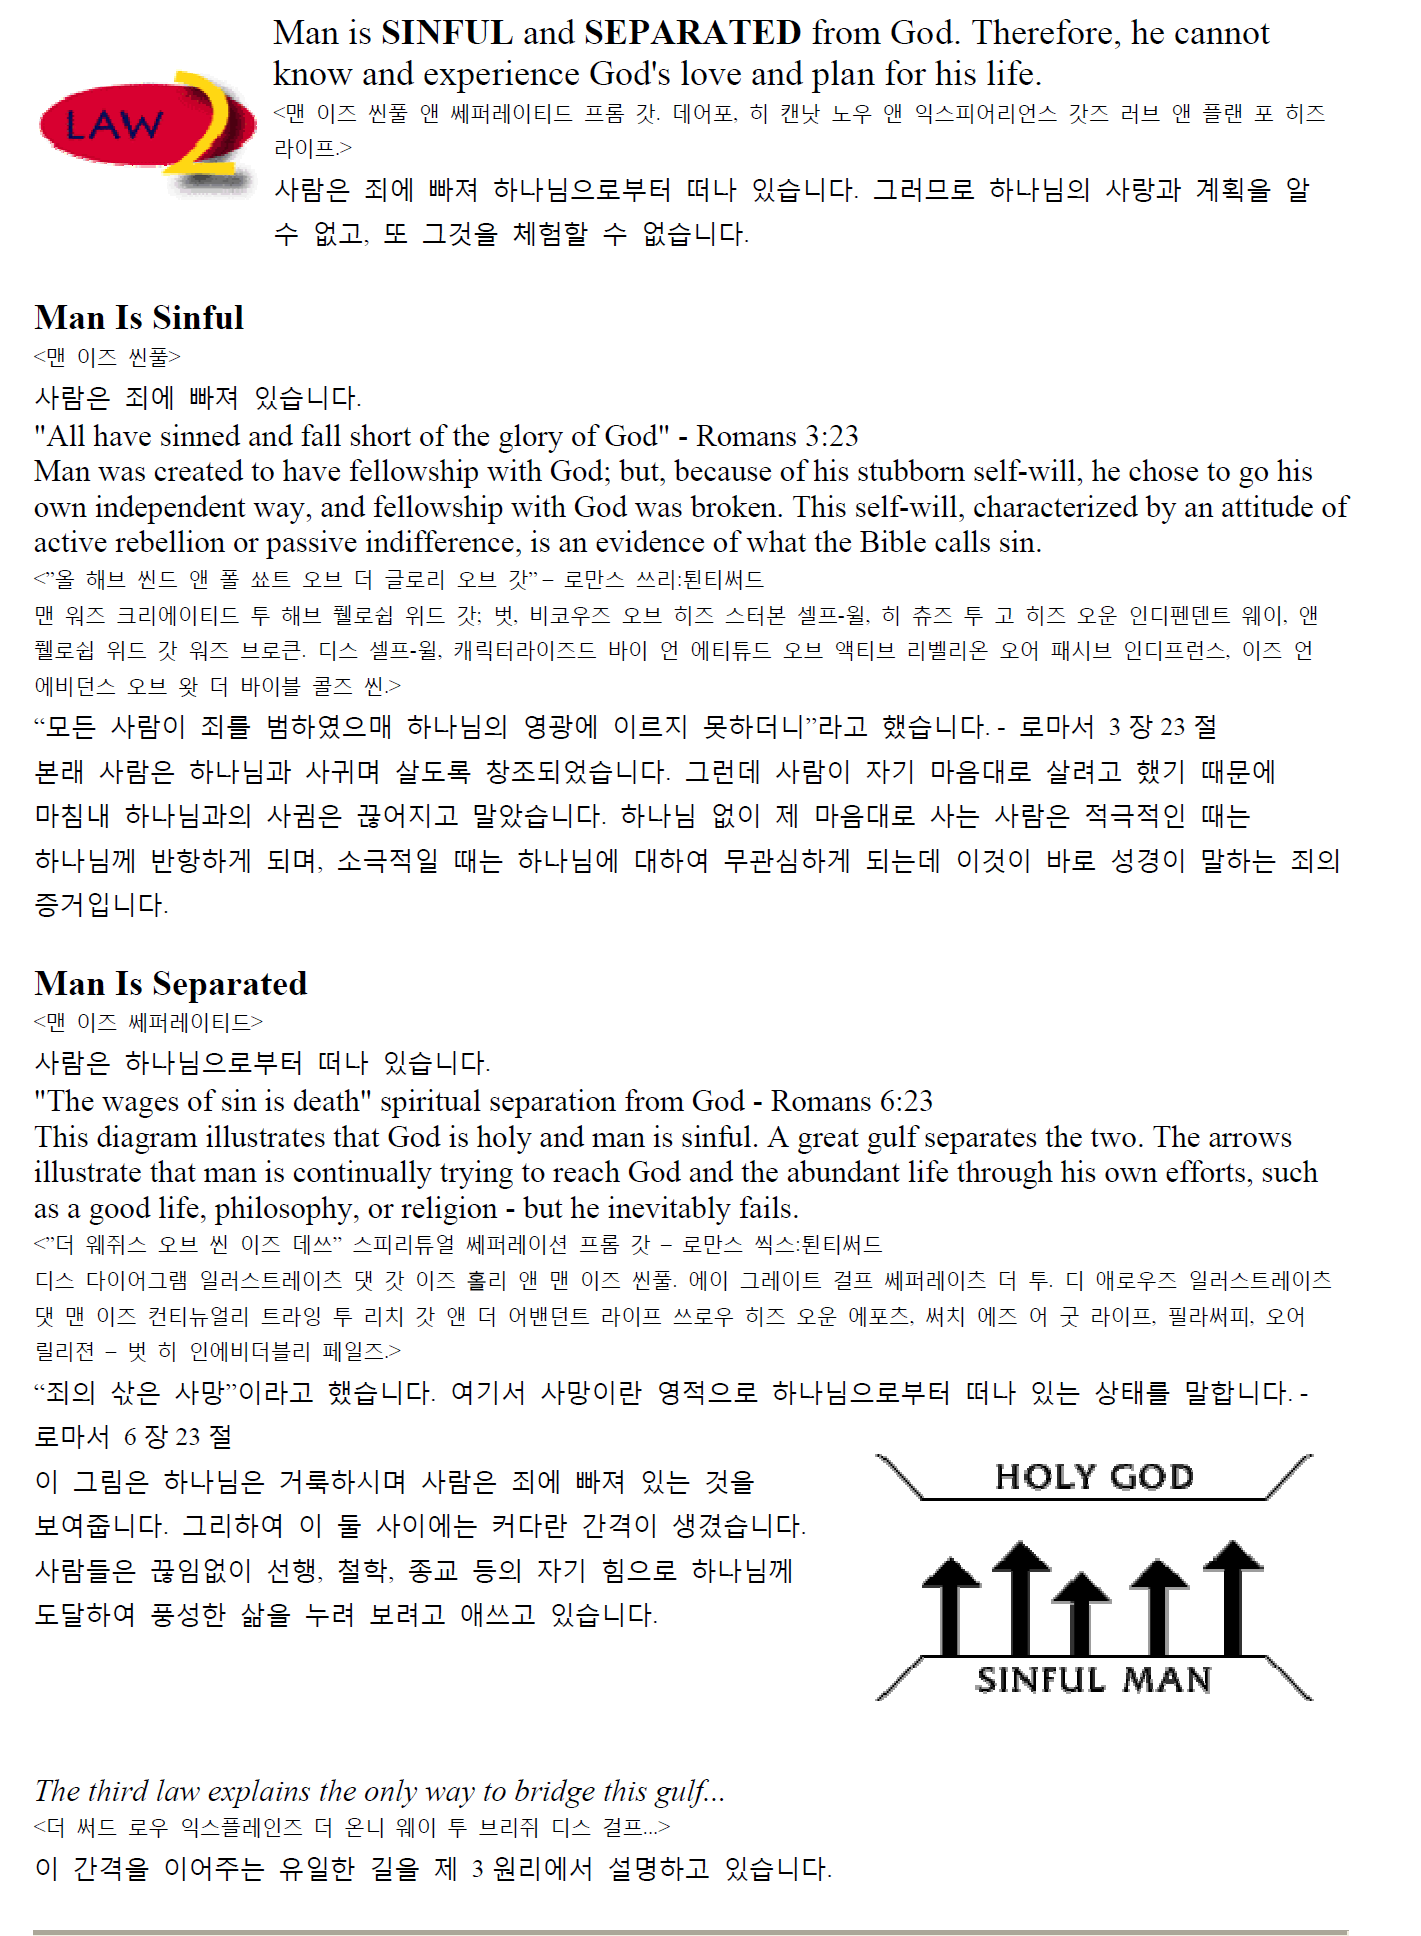 LAW 2
Man is SINFUL and SEPARATED from God. Therefore, he cannot
know and experience God's love and plan for his life.
<맨 이즈 씬풀 앤 쎄퍼레이티드 프롬 갓. 데어포, 히 캔낫 노우 앤 익스피어리언스 갓즈 러브 앤 플랜 포 히즈
라이프.>
사람은 죄에 빠져 하나님으로부터 떠나 있습니다. 그러므로 하나님의 사랑과 계획을 알
수 없고, 또 그것을 체험할 수 없습니다.
Man Is Sinful
<맨 이즈 씬풀>
사람은 죄에 빠져 있습니다.
"All have sinned and fall short of the glory of God" - Romans 3:23
Man was created to have fellowship with God; but, because of his stubborn self-will, he chose to go his
own independent way, and fellowship with God was broken. This self-will, characterized by an attitude of
active rebellion or passive indifference, is an evidence of what the Bible calls sin.
<”올 해브 씬드 앤 폴 쑈트 오브 더 글로리 오브 갓” – 로만스 쓰리:퉌티써드
맨 워즈 크리에이티드 투 해브 풸로쉽 위드 갓; 벗, 비코우즈 오브 히즈 스터본 셀프-윌, 히 츄즈 투 고 히즈 오운 인디펜덴트 웨이, 앤
풸로쉽 위드 갓 워즈 브로큰. 디스 셀프-윌, 캐릭터라이즈드 바이 언 에티튜드 오브 액티브 리벨리온 오어 패시브 인디프런스, 이즈 언
에비던스 오브 왓 더 바이블 콜즈 씬.>
“모든 사람이 죄를 범하였으매 하나님의 영광에 이르지 못하더니”라고 했습니다. - 로마서 3 장 23 절
본래 사람은 하나님과 사귀며 살도록 창조되었습니다. 그런데 사람이 자기 마음대로 살려고 했기 때문에
마침내 하나님과의 사귐은 끊어지고 말았습니다. 하나님 없이 제 마음대로 사는 사람은 적극적인 때는
하나님께 반항하게 되며, 소극적일 때는 하나님에 대하여 무관심하게 되는데 이것이 바로 성경이 말하는 죄의
증거입니다.
Man Is Separated
<맨 이즈 쎄퍼레이티드>
사람은 하나님으로부터 떠나 있습니다.
"The wages of sin is death" spiritual separation from God - Romans 6:23
This diagram illustrates that God is holy and man is sinful. A great gulf separates the two. The arrows
illustrate that man is continually trying to reach God and the abundant life through his own efforts, such
as a good life, philosophy, or religion - but he inevitably fails.
<”더 웨쥐스 오브 씬 이즈 데쓰” 스피리튜얼 쎄퍼레이션 프롬 갓 – 로만스 씩스:퉌티써드
디스 다이어그램 일러스트레이츠 댓 갓 이즈 홀리 앤 맨 이즈 씬풀. 에이 그레이트 걸프 쎄퍼레이츠 더 투. 디 애로우즈 일러스트레이츠
댓 맨 이즈 컨티뉴얼리 트라잉 투 리치 갓 앤 더 어밴던트 라이프 쓰로우 히즈 오운 에포츠, 써치 에즈 어 굿 라이프, 필라써피, 오어
릴리젼 – 벗 히 인에비더블리 페일즈.>
“죄의 삯은 사망”이라고 했습니다. 여기서 사망이란 영적으로 하나님으로부터 떠나 있는 상태를 말합니다. -
로마서 6 장 23 절
이 그림은 하나님은 거룩하시며 사람은 죄에 빠져 있는 것을
보여줍니다. 그리하여 이 둘 사이에는 커다란 간격이 생겼습니다.
사람들은 끊임없이 선행, 철학, 종교 등의 자기 힘으로 하나님께
도달하여 풍성한 삶을 누려 보려고 애쓰고 있습니다.
HOLY GOD
SINFUL MAN
The third law explains the only way to bridge this gulf...
<더 써드 로우 익스플레인즈 더 온니 웨이 투 브리쥐 디스 걸프...>
이 간격을 이어주는 유일한 길을 제 3 원리에서 설명하고 있습니다.